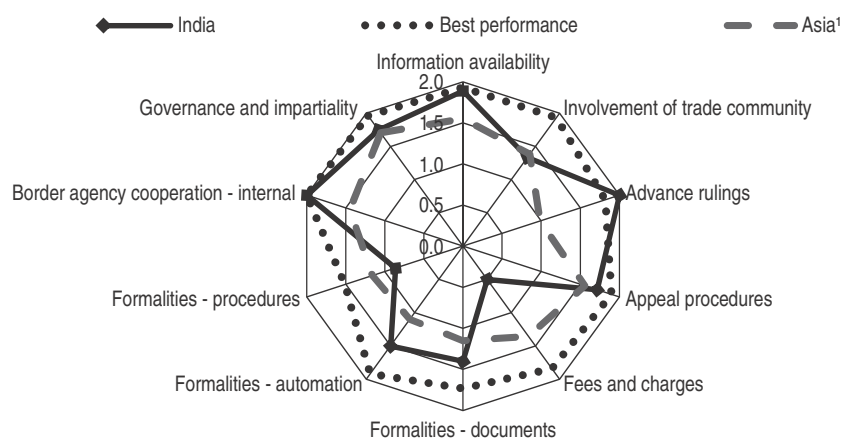 India
Best performance
Asia¹
Information availability
2.0
Governance and impartiality
Involvement of trade community
1.5
1.0
Border agency cooperation - internal
Advance rulings
0.5
0.0
Formalities - procedures
Appeal procedures
Formalities - automation
Fees and charges
Formalities - documents